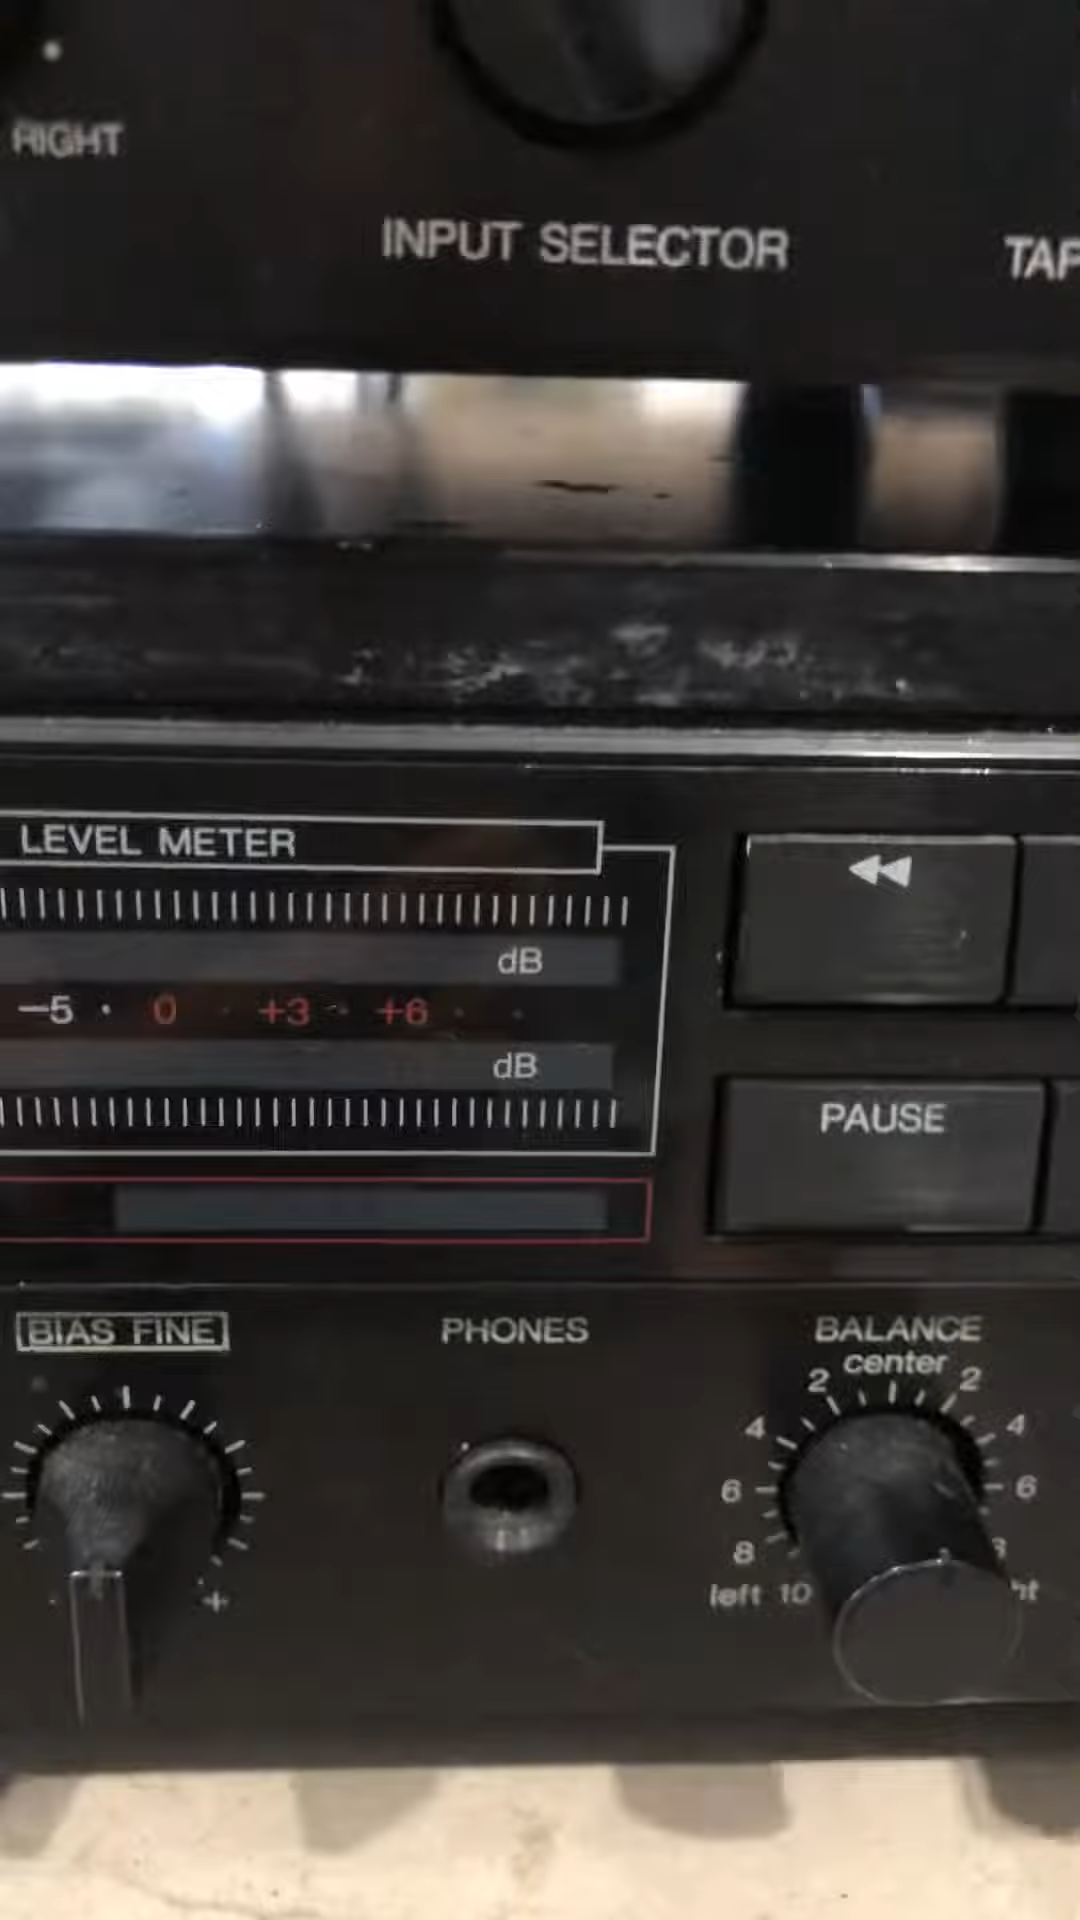 RIGHT
INPUT SELECTOR
TAP
LEVEL METER
dB
−5 · 0 · +3 · +6 · ·
dB
PAUSE
BIAS FINE
PHONES
BALANCE
center
2 2
4 4
6 6
8
left 10
- +